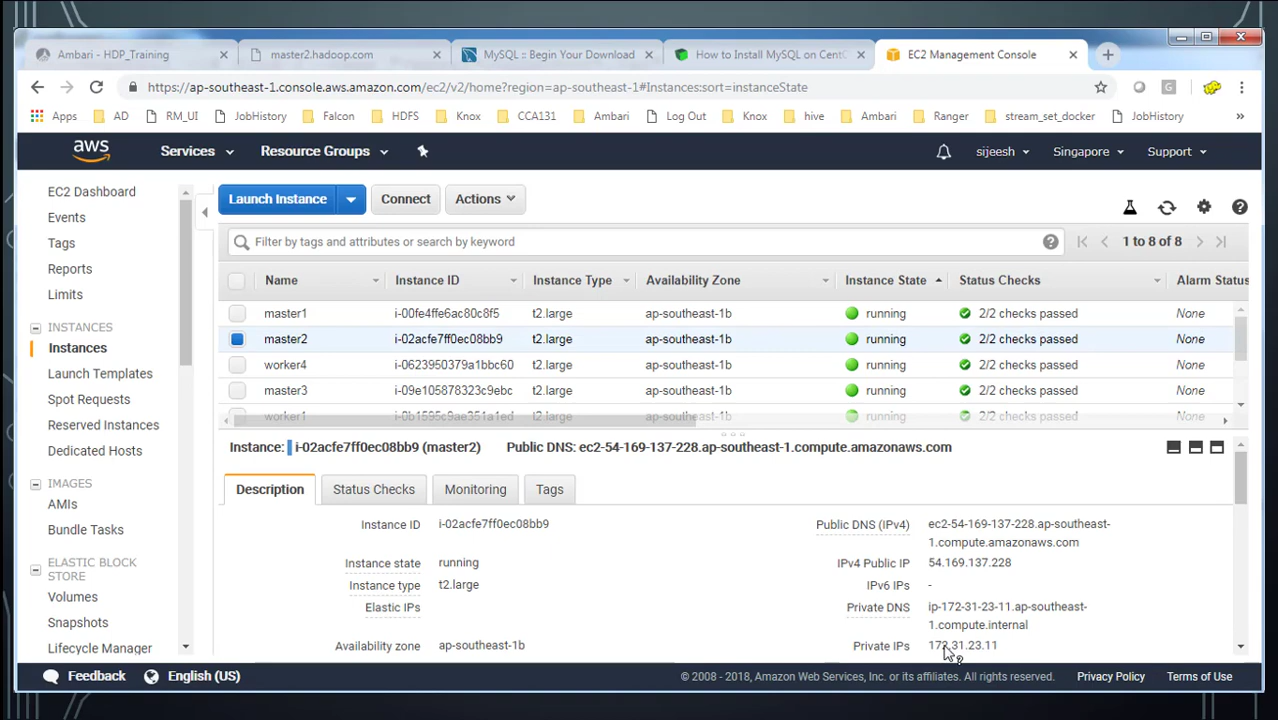 Ambari - HDP_Training
master2.hadoop.com
MySQL :: Begin Your Download
How to Install MySQL on CentO
EC2 Management Console
https://ap-southeast-1.console.aws.amazon.com/ec2/v2/home?region=ap-southeast-1#Instances:sort=instanceState
Apps AD RM_UI JobHistory Falcon HDFS Knox CCA131 Ambari Log Out Knox hive Ambari Ranger stream_set_docker JobHistory
aws Services Resource Groups sijeesh Singapore Support
EC2 Dashboard
Events
Tags
Reports
Limits
INSTANCES
Instances
Launch Templates
Spot Requests
Reserved Instances
Dedicated Hosts
IMAGES
AMIs
Bundle Tasks
ELASTIC BLOCK
STORE
Volumes
Snapshots
Lifecycle Manager
Launch Instance Connect Actions
Filter by tags and attributes or search by keyword 1 to 8 of 8
Name Instance ID Instance Type Availability Zone Instance State Status Checks Alarm Status
master1 i-00fe4ffe6ac80c8f5 t2.large ap-southeast-1b running 2/2 checks passed None
master2 i-02acfe7ff0ec08bb9 t2.large ap-southeast-1b running 2/2 checks passed None
worker4 i-0623950379a1bbc60 t2.large ap-southeast-1b running 2/2 checks passed None
master3 i-09e105878323c9ebc t2.large ap-southeast-1b running 2/2 checks passed None
worker1 i-0b1595c9ae351a1ed t2.large ap-southeast-1b running 2/2 checks passed None
Instance: i-02acfe7ff0ec08bb9 (master2) Public DNS: ec2-54-169-137-228.ap-southeast-1.compute.amazonaws.com
Description Status Checks Monitoring Tags
Instance ID i-02acfe7ff0ec08bb9
Instance state running
Instance type t2.large
Elastic IPs
Availability zone ap-southeast-1b
Public DNS (IPv4) ec2-54-169-137-228.ap-southeast-
1.compute.amazonaws.com
IPv4 Public IP 54.169.137.228
IPv6 IPs -
Private DNS ip-172-31-23-11.ap-southeast-
1.compute.internal
Private IPs 172.31.23.11
Feedback English (US) © 2008 - 2018, Amazon Web Services, Inc. or its affiliates. All rights reserved. Privacy Policy Terms of Use